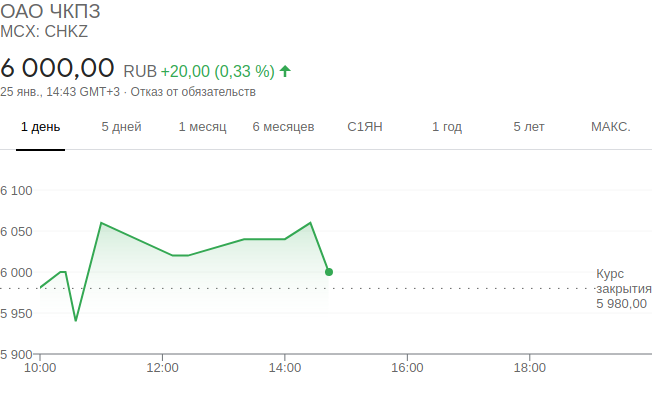 ОАО ЧКПЗ
MCX: CHKZ
6 000,00 RUB +20,00 (0,33 %)
25 янв., 14:43 GMT+3 · Отказ от обязательств
1 день 5 дней 1 месяц 6 месяцев С1ЯН 1 год 5 лет МАКС.
6 100
6 050
6 000
5 950
5 900
Курс
закрытия
5 980,00
10:00 12:00 14:00 16:00 18:00